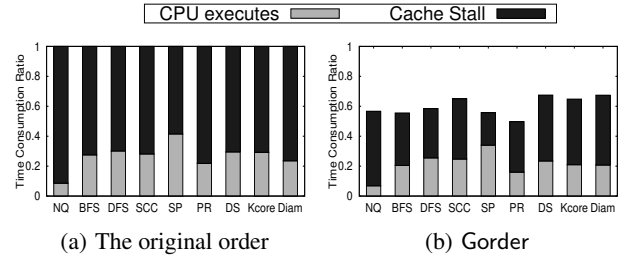 CPU executes Cache Stall
Time Consumption Ratio
1
0.8
0.6
0.4
0.2
0
NQ BFS DFS SCC SP PR DS Kcore Diam
(a) The original order
Time Consumption Ratio
1
0.8
0.6
0.4
0.2
0
NQ BFS DFS SCC SP PR DS Kcore Diam
(b) Gorder